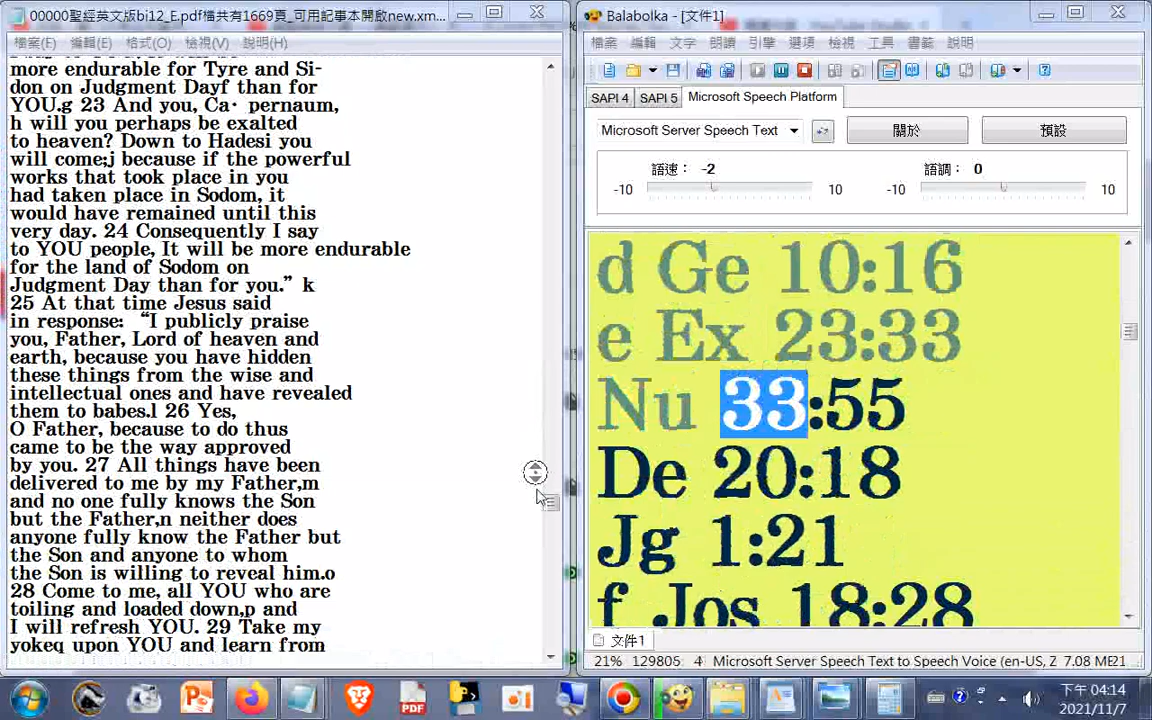 00000聖經英文版bi12_E.pdf檔共有1669頁_可用記事本開啟new.xm...
檔案(F) 編輯(E) 格式(O) 檢視(V) 說明(H)
more endurable for Tyre and Si-
don on Judgment Dayf than for
YOU.g 23 And you, Ca· pernaum,
h will you perhaps be exalted
to heaven? Down to Hadesi you
will come;j because if the powerful
works that took place in you
had taken place in Sodom, it
would have remained until this
very day. 24 Consequently I say
to YOU people, It will be more endurable
for the land of Sodom on
Judgment Day than for you.” k
25 At that time Jesus said
in response: “I publicly praise
you, Father, Lord of heaven and
earth, because you have hidden
these things from the wise and
intellectual ones and have revealed
them to babes.l 26 Yes,
O Father, because to do thus
came to be the way approved
by you. 27 All things have been
delivered to me by my Father,m
and no one fully knows the Son
but the Father,n neither does
anyone fully know the Father but
the Son and anyone to whom
the Son is willing to reveal him.o
28 Come to me, all YOU who are
toiling and loaded down,p and
I will refresh YOU. 29 Take my
yokeq upon YOU and learn from
Balabolka - [文件1]
檔案 編輯 文字 朗讀 引擎 選項 檢視 工具 書籤 說明
SAPI 4 SAPI 5 Microsoft Speech Platform
Microsoft Server Speech Text 關於 預設
語速: -2 語調: 0
-10 10 -10 10
d Ge 10:16
e Ex 23:33
Nu 33:55
De 20:18
Jg 1:21
f Jos 18:28
文件1
21% 129805 4 Microsoft Server Speech Text to Speech Voice (en-US, Z 7.08 ME21
PDF
下午 04:14
2021/11/7